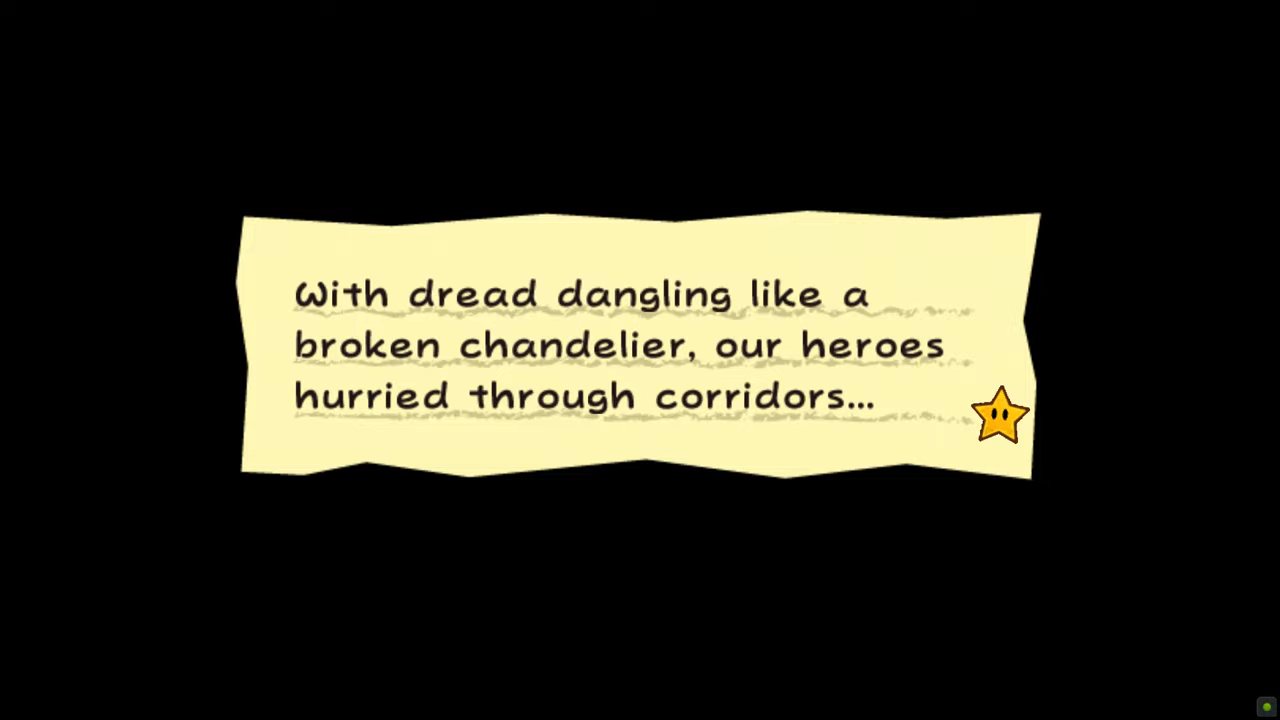 With dread dangling like a
broken chandelier, our heroes
hurried through corridors...